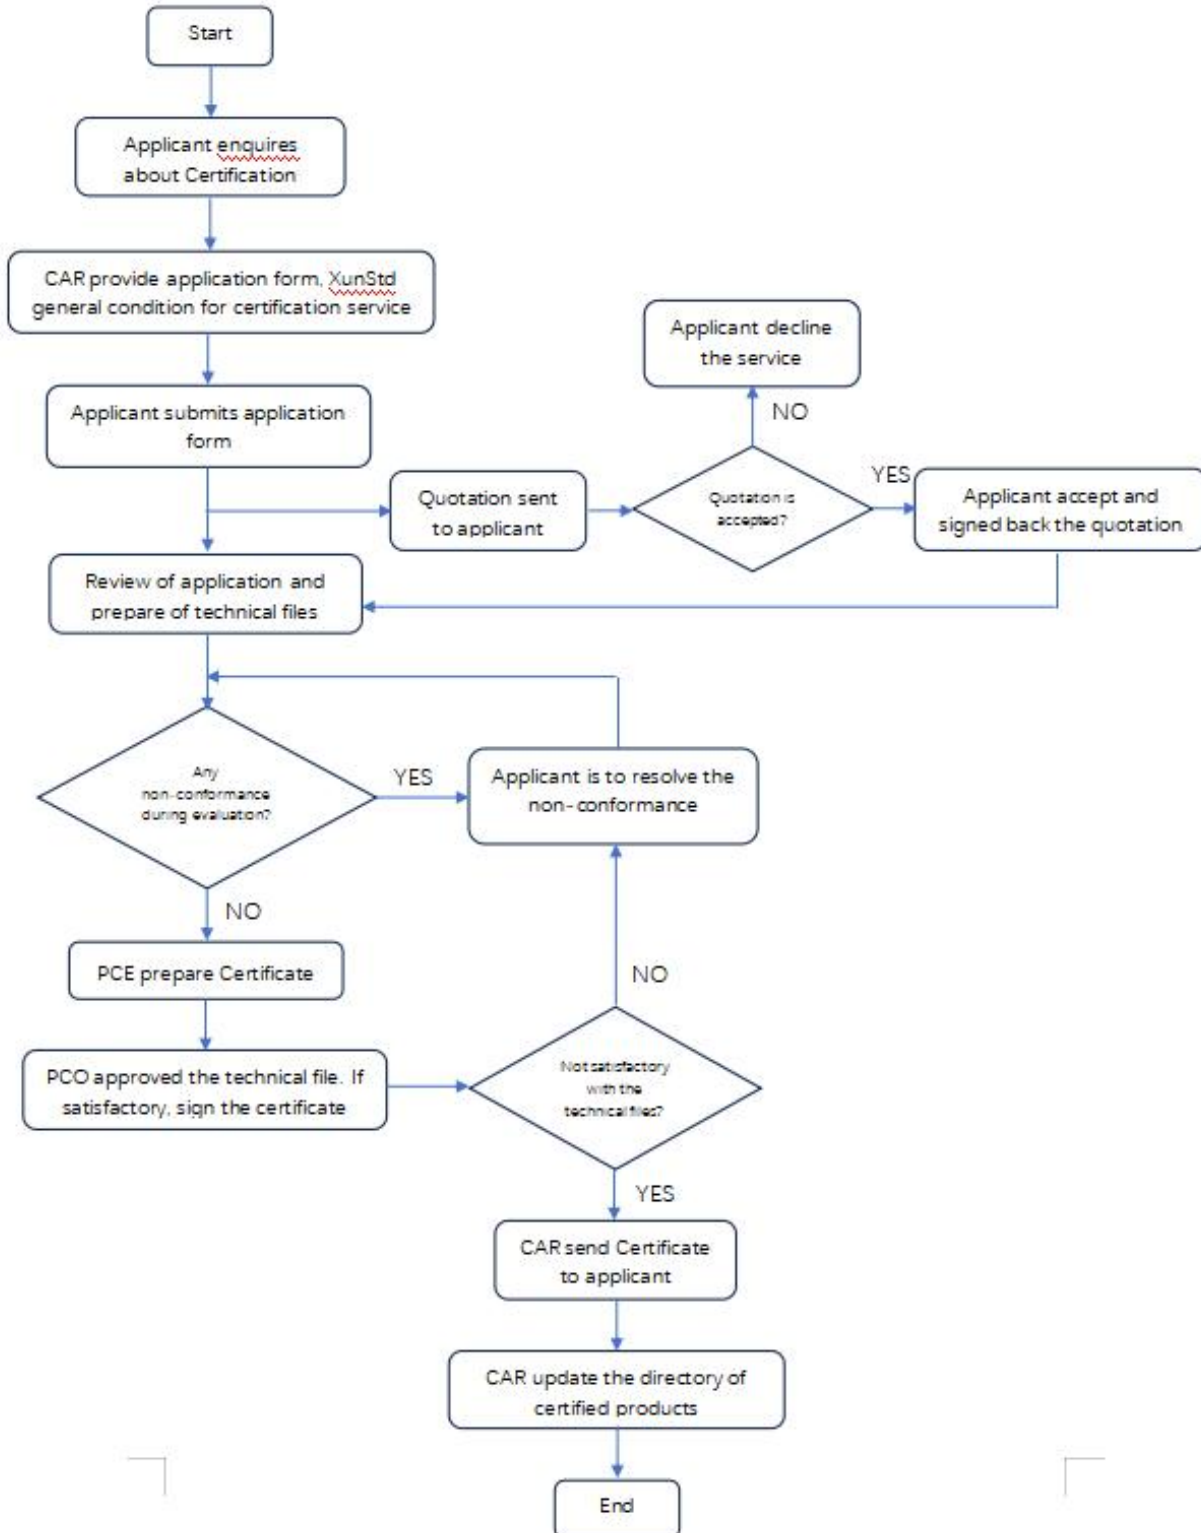 Start
Applicant enquires
about Certification
CAR provide application form, XunStd
general condition for certification service
Applicant decline
the service
NO
Applicant submits application
form
Quotation sent
to applicant
Quotation is
accepted?
YES
Applicant accept and
signed back the quotation
Review of application and
prepare of technical files
Any
non-conformance
during evaluation?
YES
Applicant is to resolve the
non-conformance
NO
PCE prepare Certificate
NO
PCO approved the technical file. If
satisfactory, sign the certificate
Not satisfactory
with the
technical files?
YES
CAR send Certificate
to applicant
CAR update the directory of
certified products
End